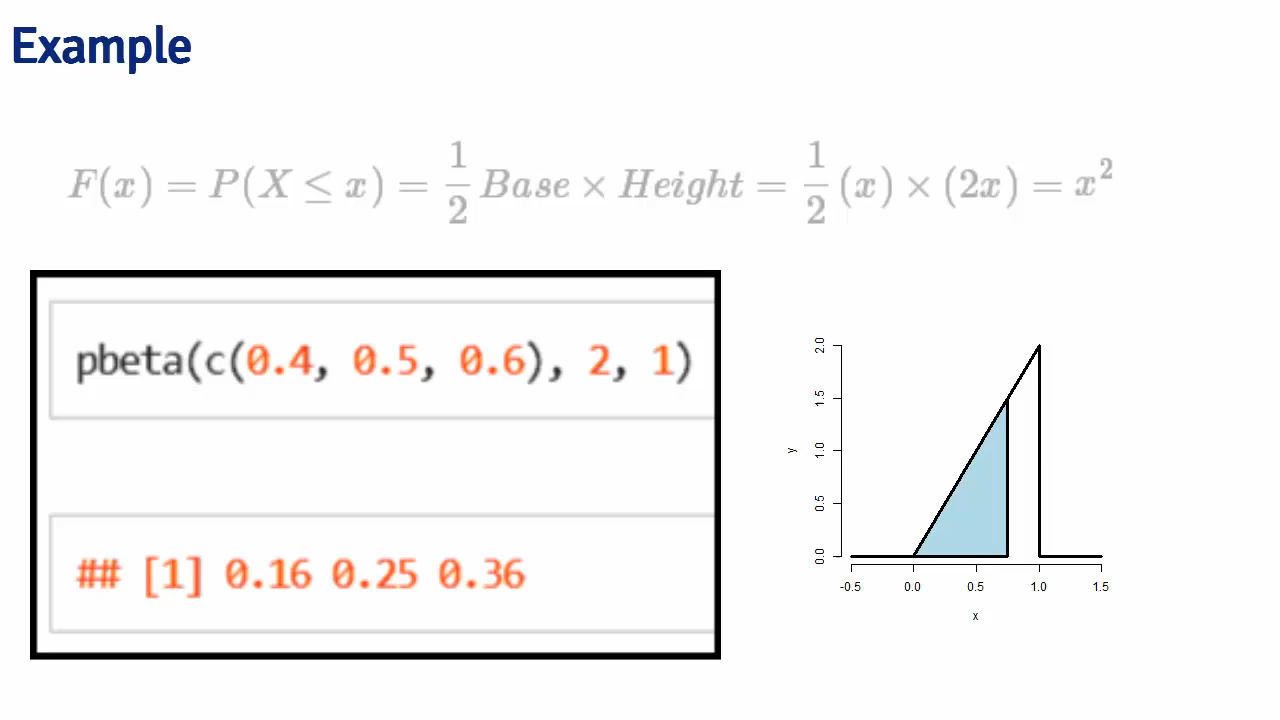 Example
F(x) = P(X ≤ x) = 1/2 Base × Height = 1/2 (x) × (2x) = x²
pbeta(c(0.4, 0.5, 0.6), 2, 1)
## [1] 0.16 0.25 0.36
2.0
1.5
1.0
0.5
0.0
y
-0.5 0.0 0.5 1.0 1.5
x